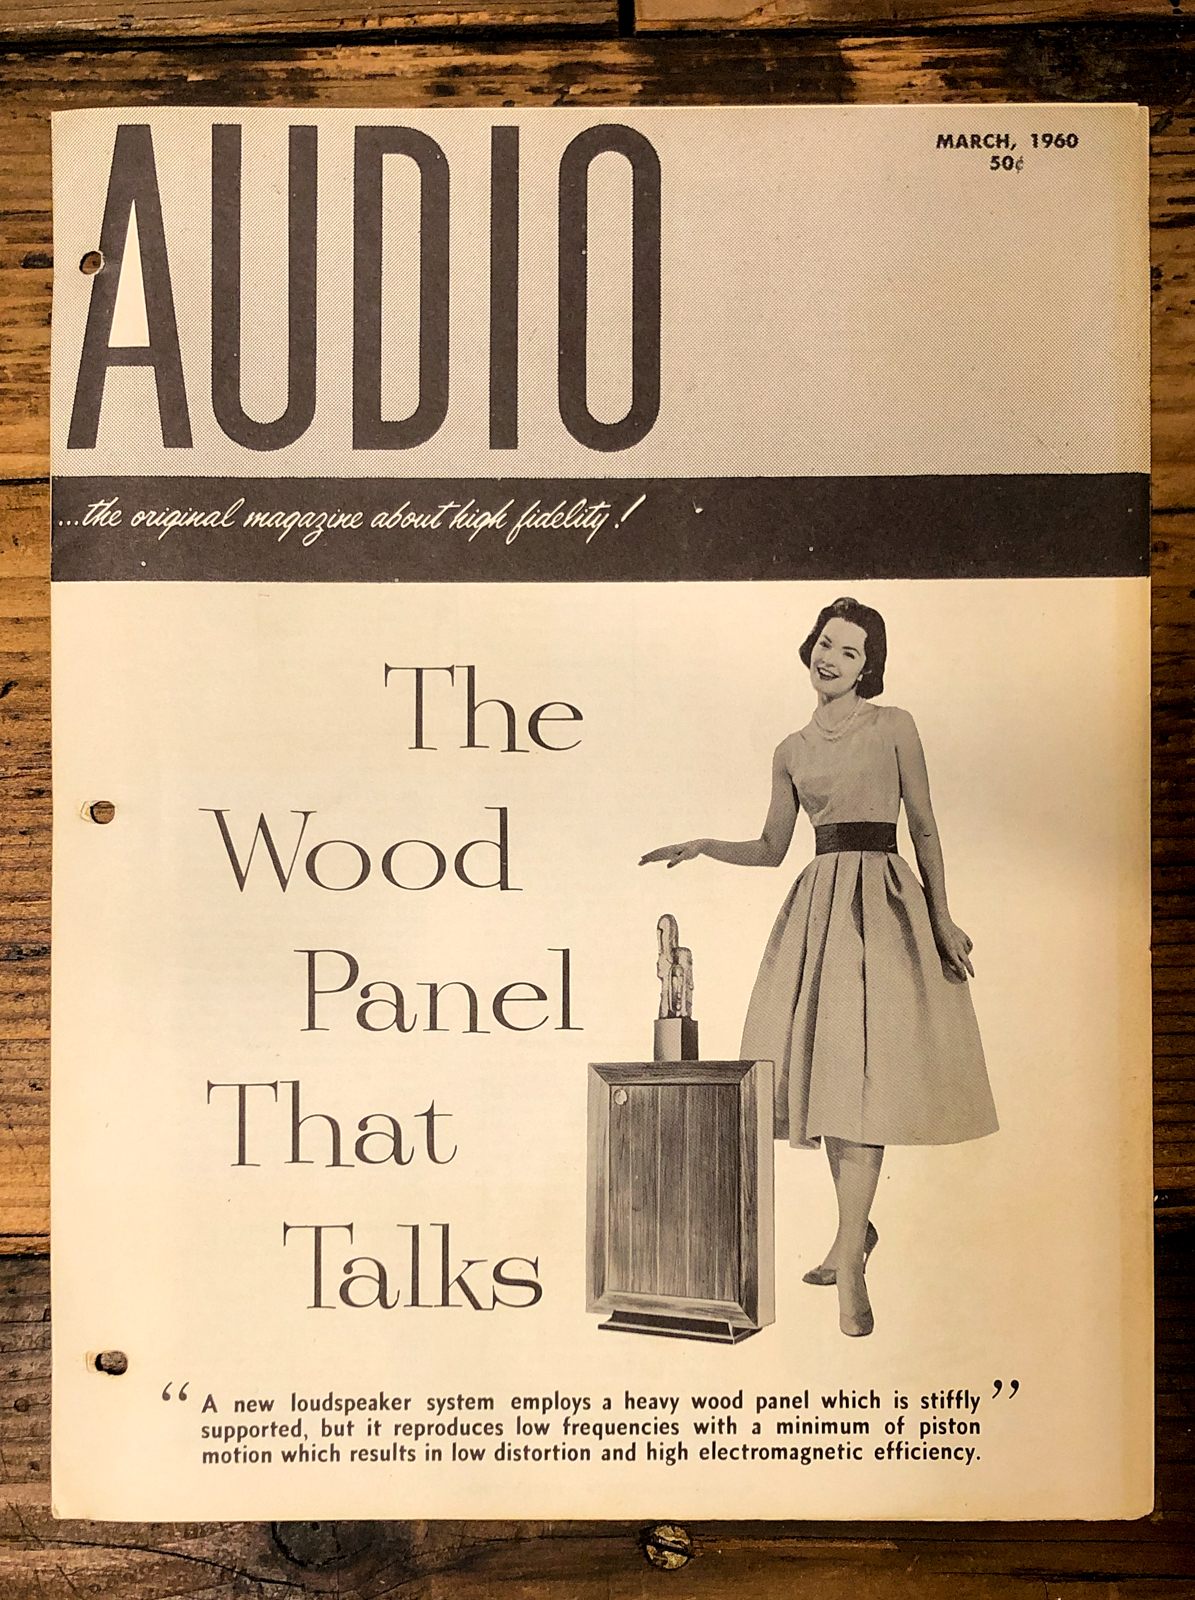 AUDIO
MARCH, 1960
50¢
...the original magazine about high fidelity!
The
Wood
Panel
That
Talks
“ A new loudspeaker system employs a heavy wood panel which is stiffly ”
supported, but it reproduces low frequencies with a minimum of piston
motion which results in low distortion and high electromagnetic efficiency.